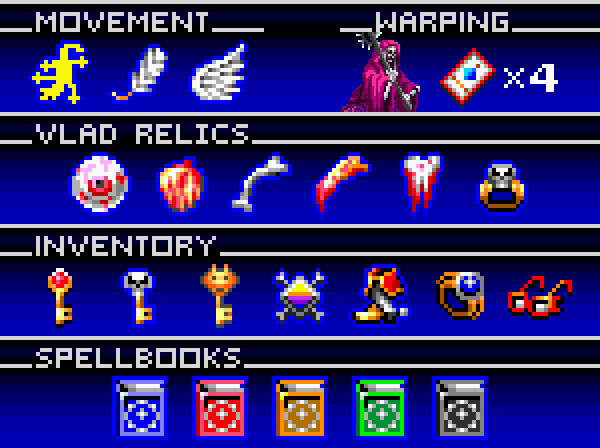 MOVEMENT
WARPING
×4
VLAD RELICS
INVENTORY
SPELLBOOKS